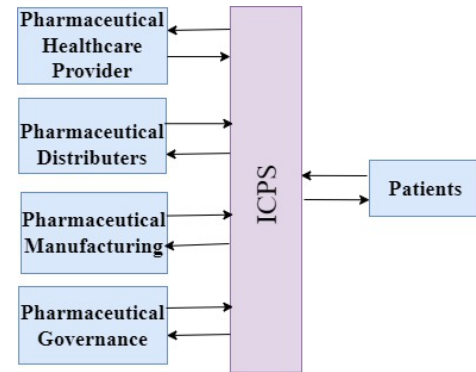 Pharmaceutical
Healthcare
Provider
Pharmaceutical
Distributers
Pharmaceutical
Manufacturing
Pharmaceutical
Governance
ICPS
Patients